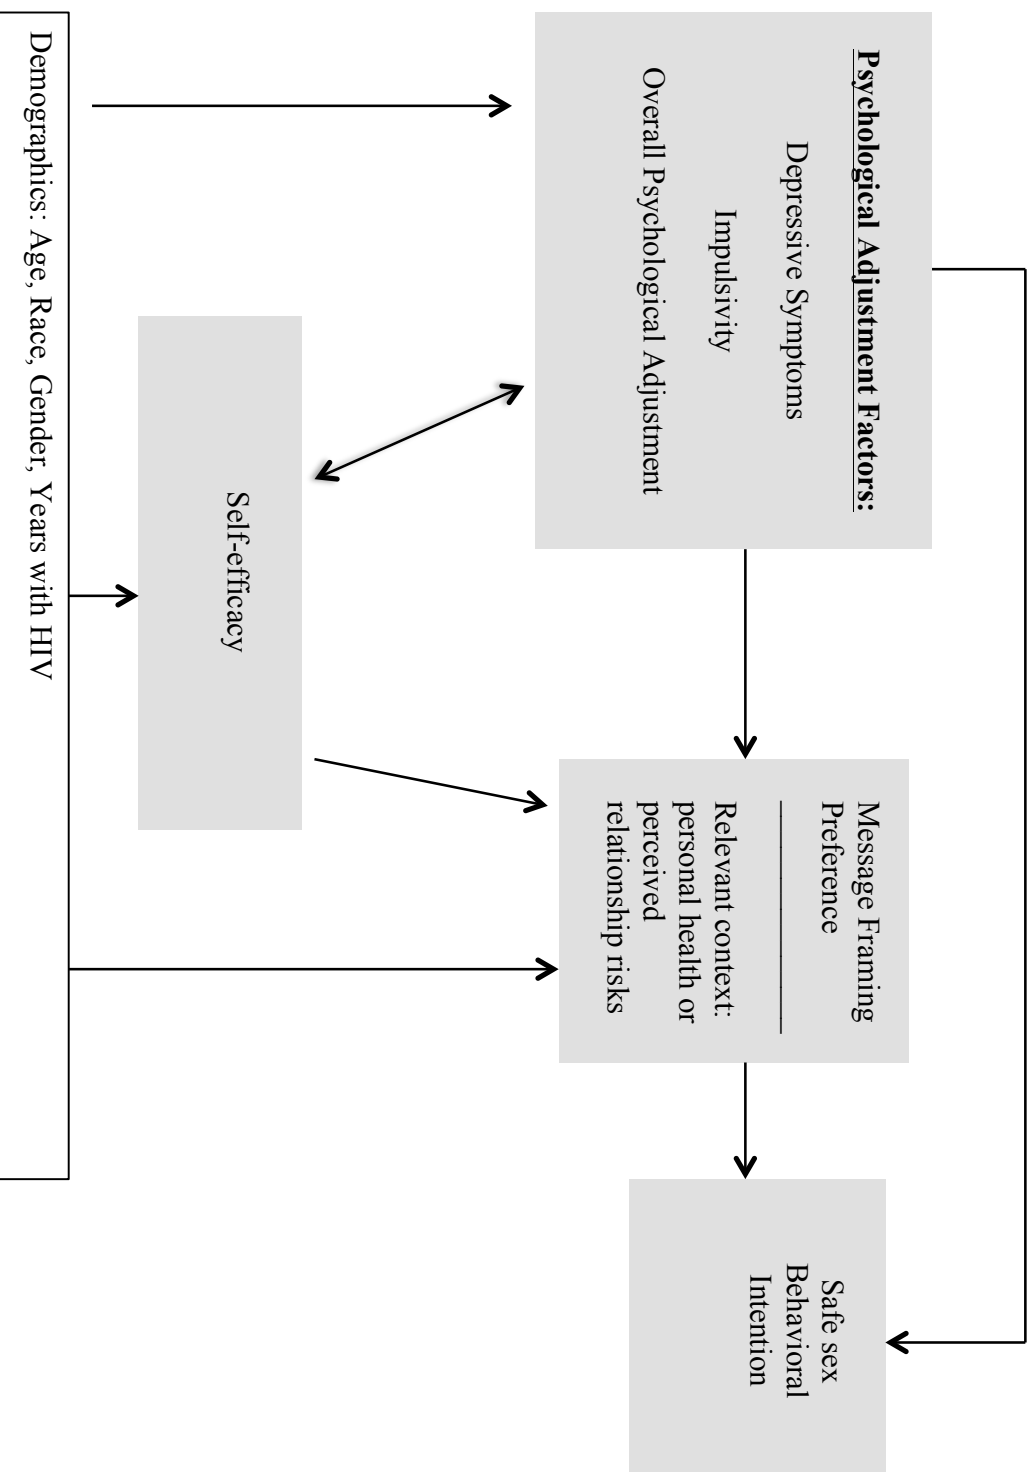 Psychological Adjustment Factors:
Depressive Symptoms
Impulsivity
Overall Psychological Adjustment
Message Framing
Preference
Relevant context:
personal health or
perceived
relationship risks
Safe sex
Behavioral
Intention
Self-efficacy
Demographics: Age, Race, Gender, Years with HIV